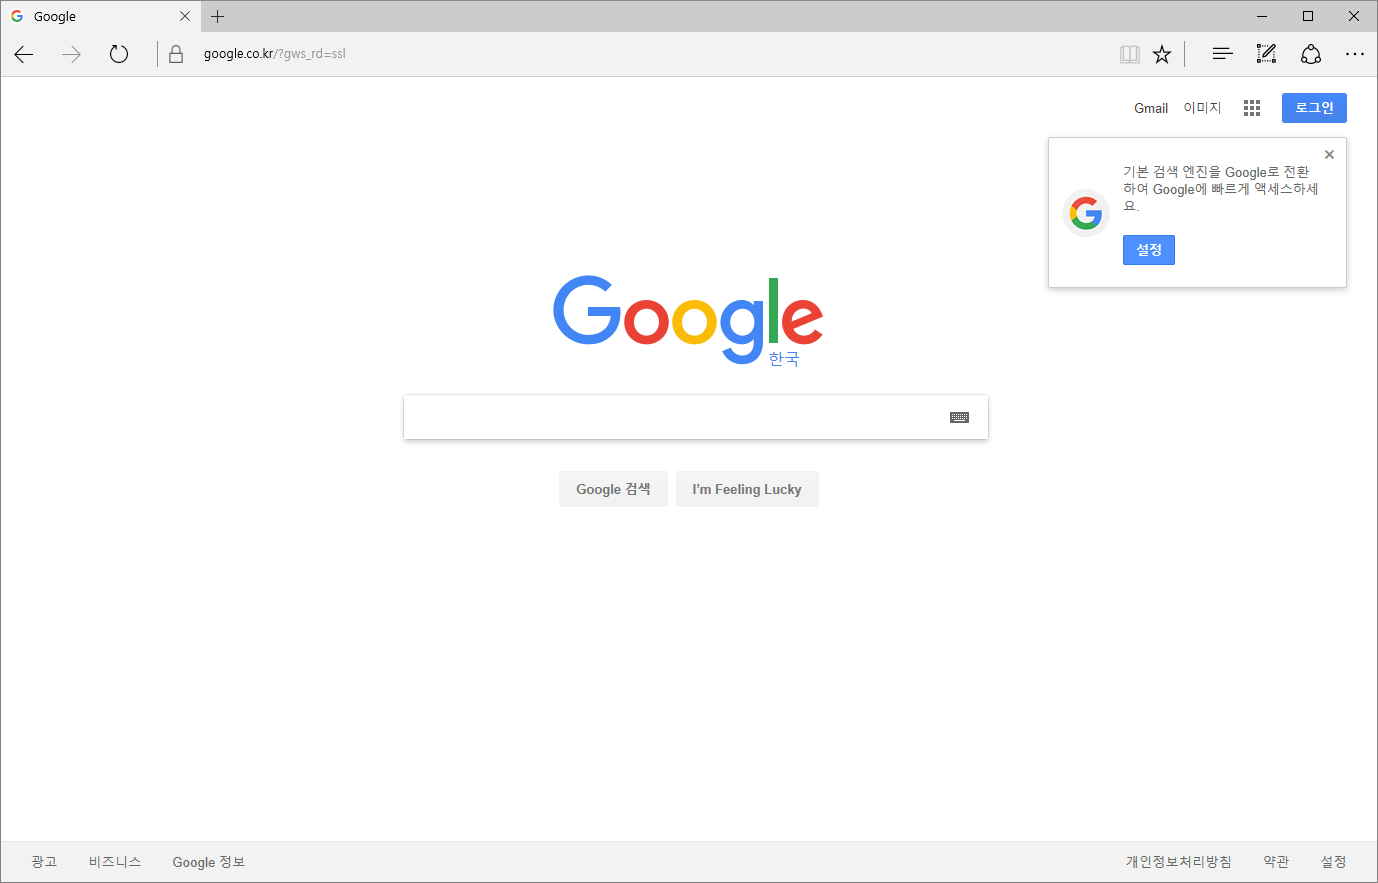 Google
google.co.kr/?gws_rd=ssl
Gmail 이미지 로그인
기본 검색 엔진을 Google로 전환
하여 Google에 빠르게 액세스하세
요.
설정
Google
한국
Google 검색 I'm Feeling Lucky
광고 비즈니스 Google 정보 개인정보처리방침 약관 설정